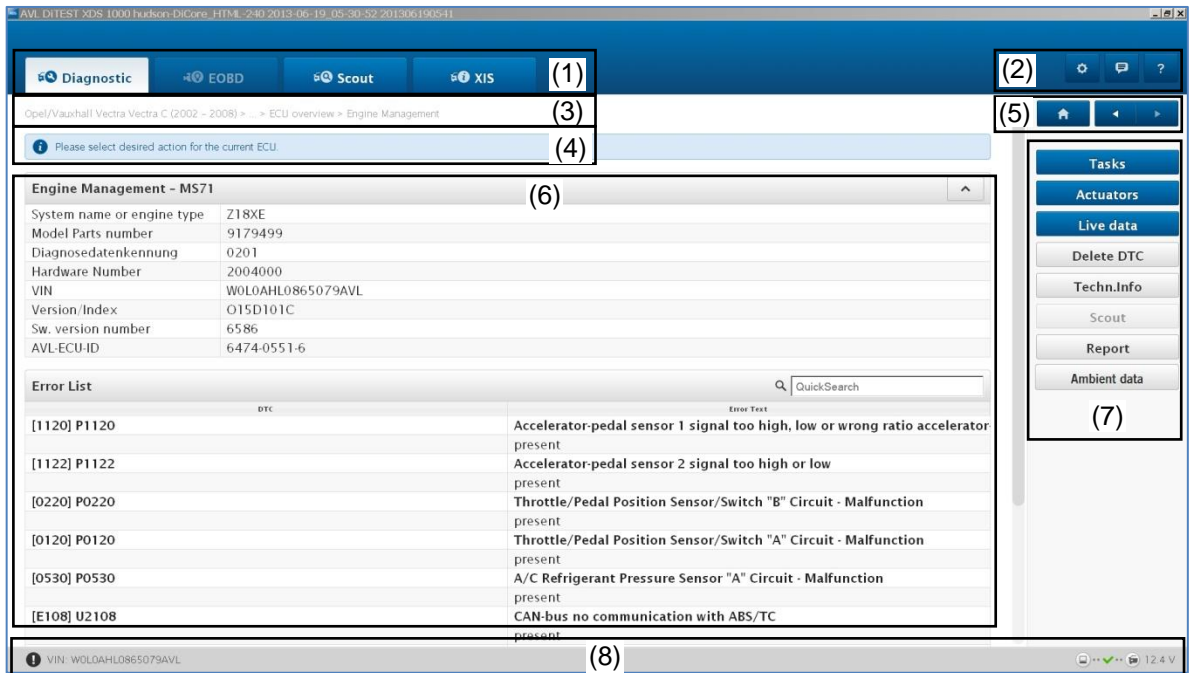 AVL DITEST XDS 1000 hudson-DiCore_HTML-240 2013-06-19_05-30-52 201306190541
Diagnostic EOBD Scout XIS (1)
(2) ?
Opel/Vauxhall Vectra Vectra C (2002 – 2008) > ... > ECU overview > Engine Management (3)
(5)
Please select desired action for the current ECU. (4)
Engine Management – MS71
(6)
System name or engine type Z18XE
Model Parts number 9179499
Diagnosedatenkennung 0201
Hardware Number 2004000
VIN W0L0AHL0865079AVL
Version/Index O15D101C
Sw. version number 6586
AVL-ECU-ID 6474-0551-6
Error List QuickSearch
DTC Error Text
[1120] P1120 Accelerator-pedal sensor 1 signal too high, low or wrong ratio accelerator-
present
[1122] P1122 Accelerator-pedal sensor 2 signal too high or low
present
[0220] P0220 Throttle/Pedal Position Sensor/Switch "B" Circuit - Malfunction
present
[0120] P0120 Throttle/Pedal Position Sensor/Switch "A" Circuit - Malfunction
present
[0530] P0530 A/C Refrigerant Pressure Sensor "A" Circuit - Malfunction
present
[E108] U2108 CAN-bus no communication with ABS/TC
present
Tasks
Actuators
Live data
Delete DTC
Techn.Info
Scout
Report
Ambient data
(7)
VIN: W0L0AHL0865079AVL (8) 12.4 V